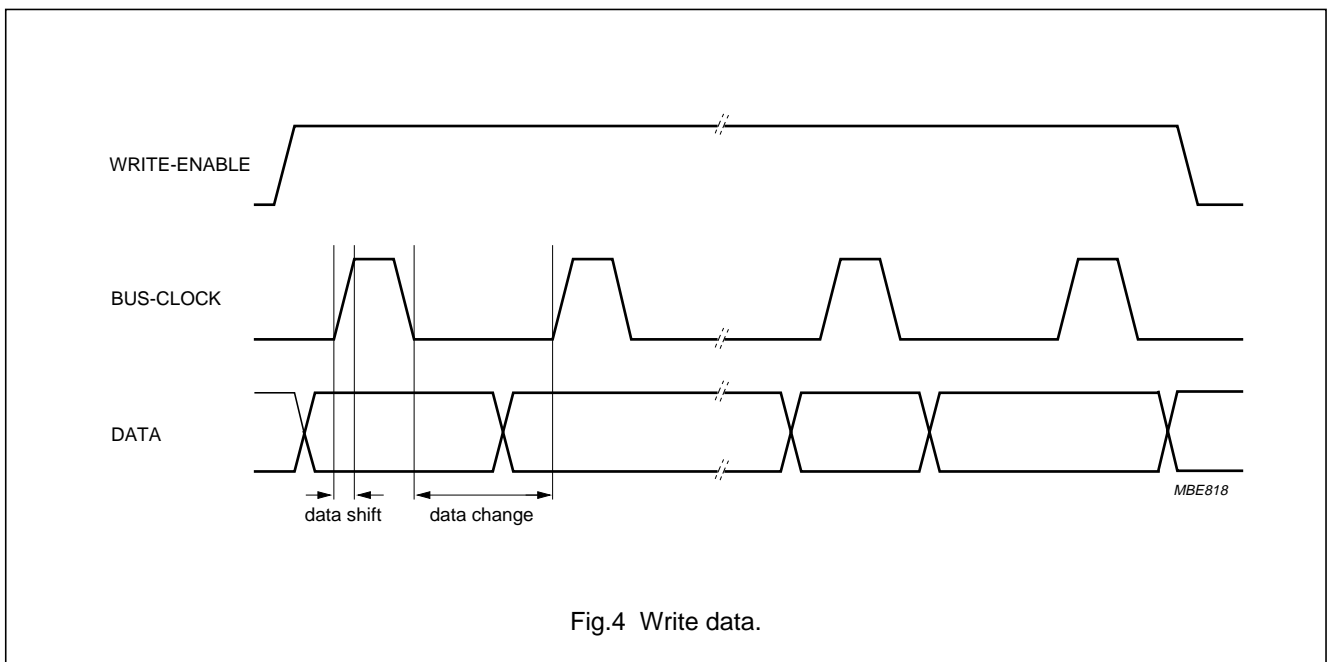 WRITE-ENABLE
BUS-CLOCK
DATA
MBE818
data shift
data change
Fig.4 Write data.